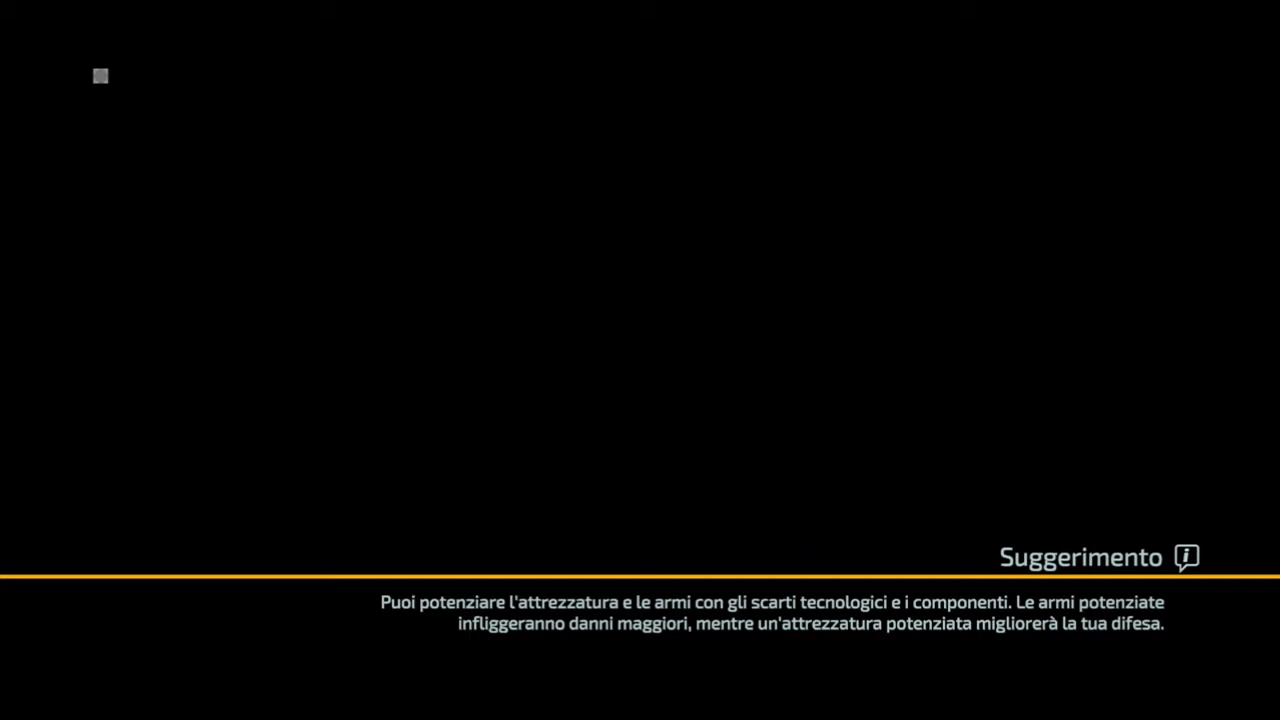 Suggerimento
Puoi potenziare l'attrezzatura e le armi con gli scarti tecnologici e i componenti. Le armi potenziate
infliggeranno danni maggiori, mentre un'attrezzatura potenziata migliorerà la tua difesa.